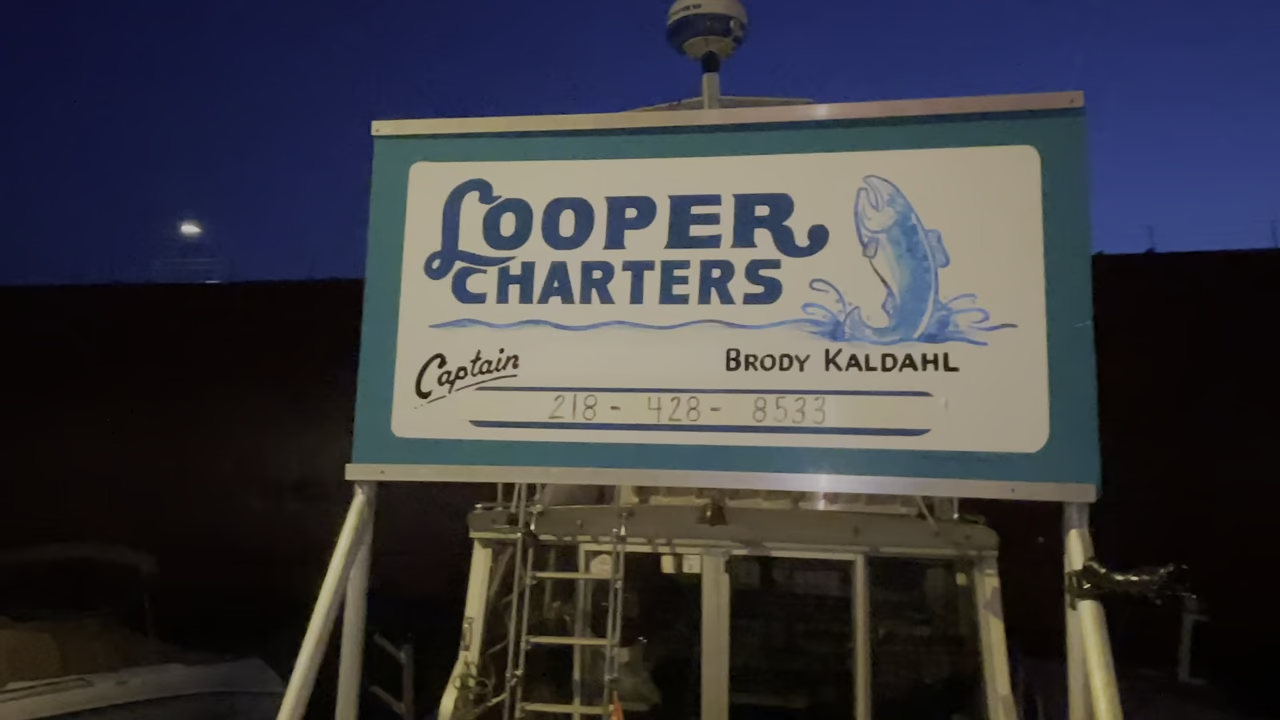 LOOPER
CHARTERS
Captain BRODY KALDAHL
218 - 428 - 8533